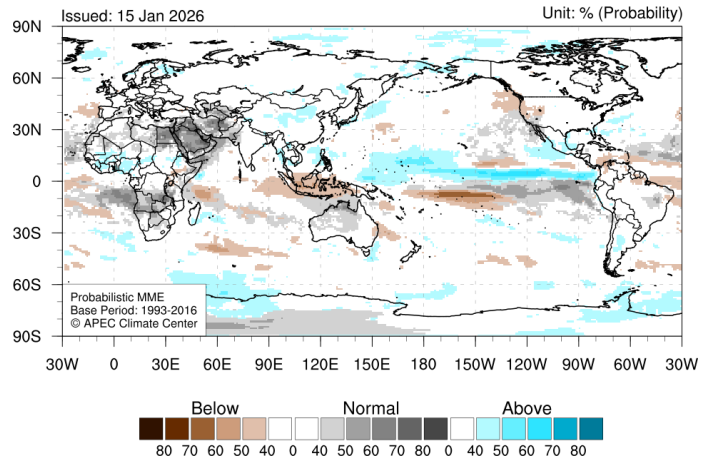 Issued: 15 Jan 2026 Unit: % (Probability)
90N
60N
30N
0
30S
60S
90S
Probabilistic MME
Base Period: 1993-2016
© APEC Climate Center
30W 0 30E 60E 90E 120E 150E 180 150W 120W 90W 60W 30W
Below Normal Above
80 70 60 50 40 0 40 50 60 70 80 0 40 50 60 70 80